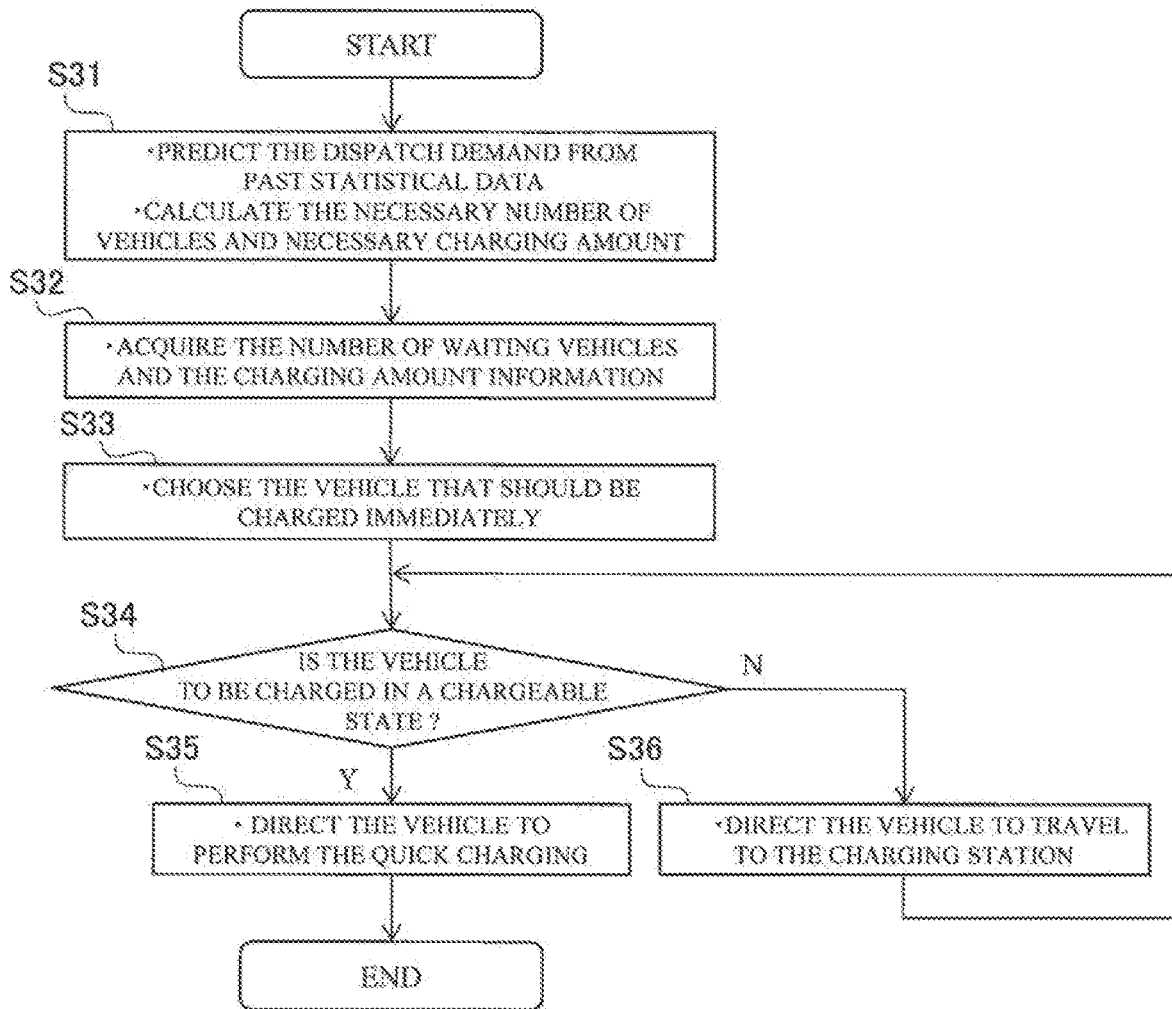 START
S31
・PREDICT THE DISPATCH DEMAND FROM
PAST STATISTICAL DATA
・CALCULATE THE NECESSARY NUMBER OF
VEHICLES AND NECESSARY CHARGING AMOUNT
S32
・ACQUIRE THE NUMBER OF WAITING VEHICLES
AND THE CHARGING AMOUNT INFORMATION
S33
・CHOOSE THE VEHICLE THAT SHOULD BE
CHARGED IMMEDIATELY
S34
IS THE VEHICLE
TO BE CHARGED IN A CHARGEABLE
STATE ?
N
Y
S35
・DIRECT THE VEHICLE TO
PERFORM THE QUICK CHARGING
S36
・DIRECT THE VEHICLE TO TRAVEL
TO THE CHARGING STATION
END